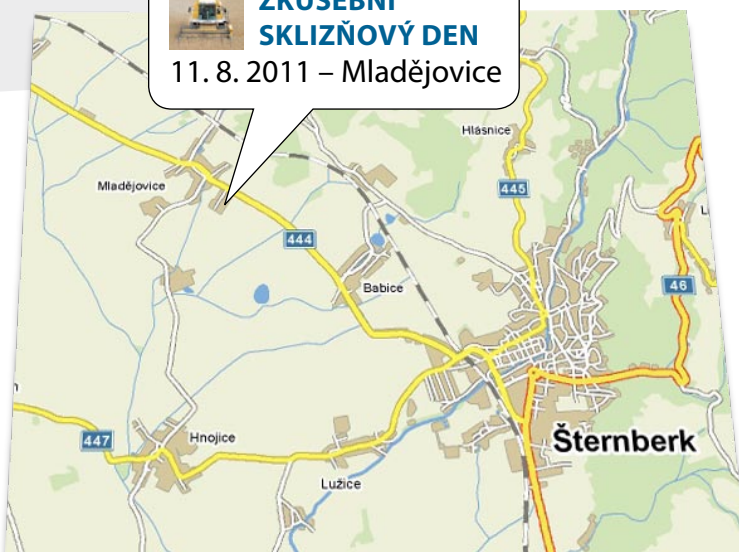 ZKUŠEBNÍ
SKLIZŇOVÝ DEN
11. 8. 2011 – Mladějovice
Hlásnice
Mladějovice
445
444
46
Babice
447
Hnojice
Šternberk
Lužice